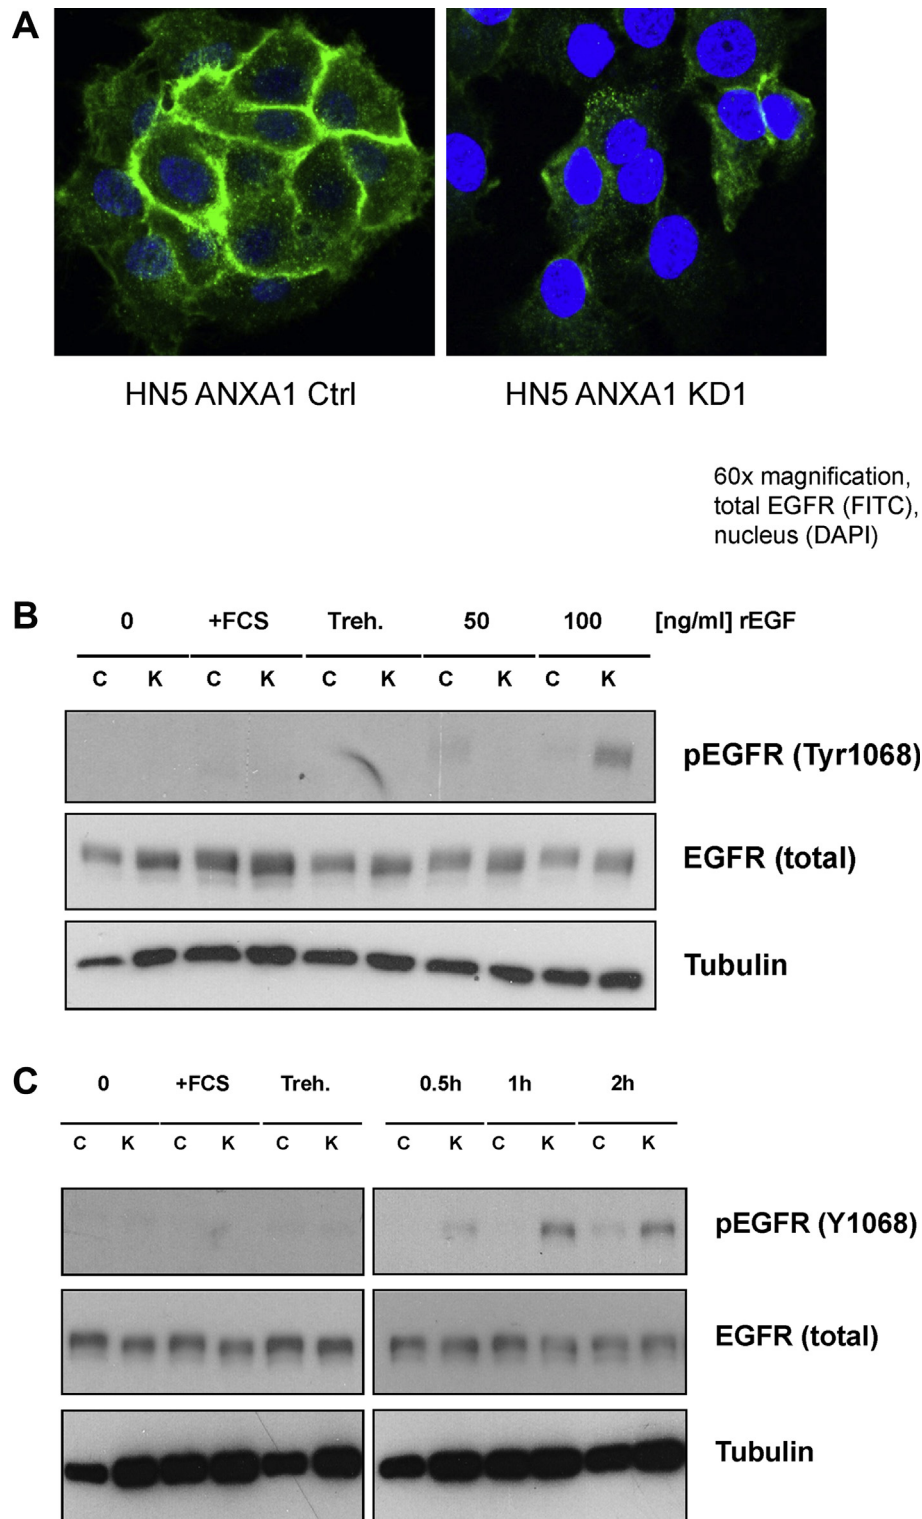 A
HN5 ANXA1 Ctrl
HN5 ANXA1 KD1
60x magnification,
total EGFR (FITC),
nucleus (DAPI)
B
0 +FCS Treh. 50 100 [ng/ml] rEGF
C K C K C K C K C K
pEGFR (Tyr1068)
EGFR (total)
Tubulin
C
0 +FCS Treh. 0.5h 1h 2h
C K C K C K C K C K C K
pEGFR (Y1068)
EGFR (total)
Tubulin